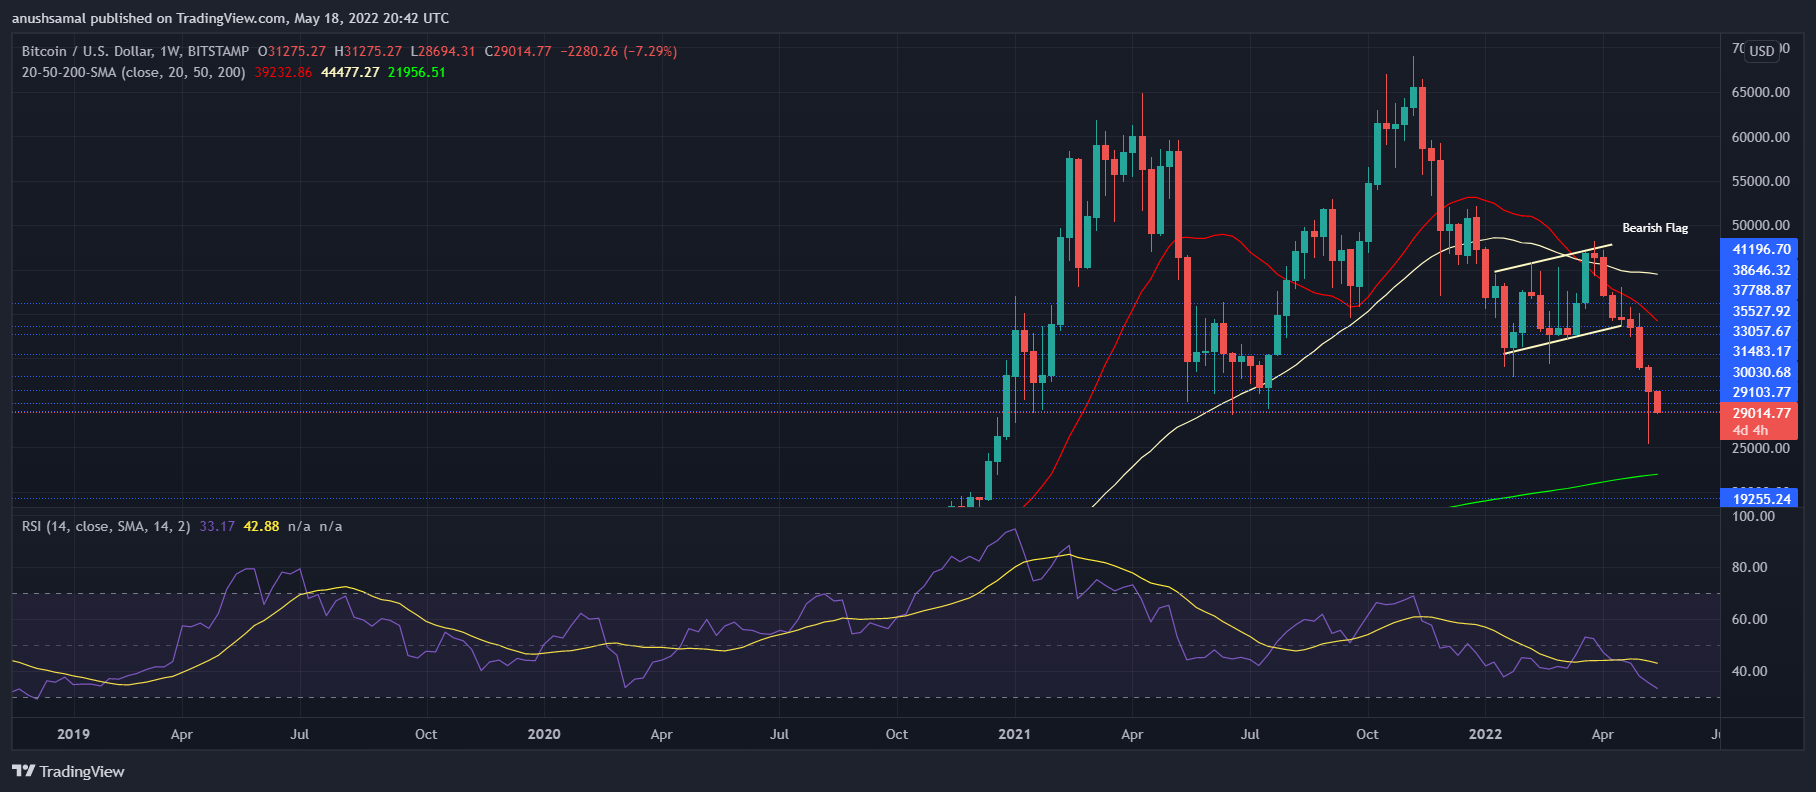 anushsamal published on TradingView.com, May 18, 2022 20:42 UTC
Bitcoin / U.S. Dollar, 1W, BITSTAMP O31275.27 H31275.27 L28694.31 C29014.77 −2280.26 (−7.29%)
20-50-200-SMA (close, 20, 50, 200) 39232.86 44477.27 21956.51
USD
65000.00
60000.00
55000.00
50000.00
Bearish Flag
41196.70
38646.32
37788.87
35527.92
33057.67
31483.17
30030.68
29103.77
29014.77
4d 4h
25000.00
19255.24
RSI (14, close, SMA, 14, 2) 33.17 42.88 n/a n/a
100.00
80.00
60.00
40.00
2019 Apr Jul Oct 2020 Apr Jul Oct 2021 Apr Jul Oct 2022 Apr
TradingView